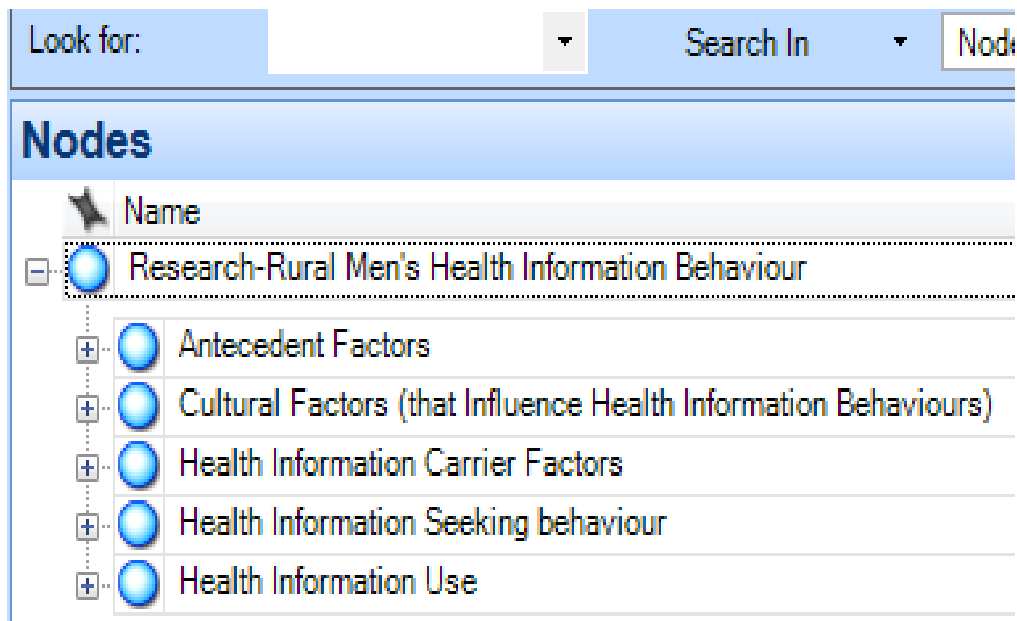 Look for: Search In Node
Nodes
Name
Research-Rural Men's Health Information Behaviour
Antecedent Factors
Cultural Factors (that Influence Health Information Behaviours)
Health Information Carrier Factors
Health Information Seeking behaviour
Health Information Use